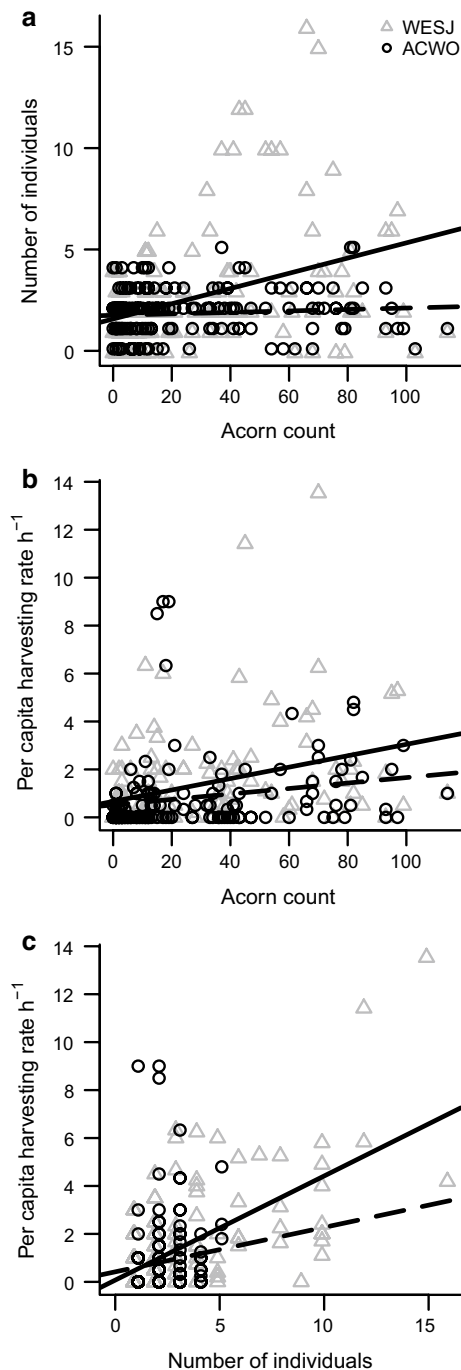 a
WESJ
ACWO
Number of individuals
15
10
5
0
0 20 40 60 80 100
Acorn count
b
Per capita harvesting rate h⁻¹
14
12
10
8
6
4
2
0
0 20 40 60 80 100
Acorn count
c
Per capita harvesting rate h⁻¹
14
12
10
8
6
4
2
0
0 5 10 15
Number of individuals